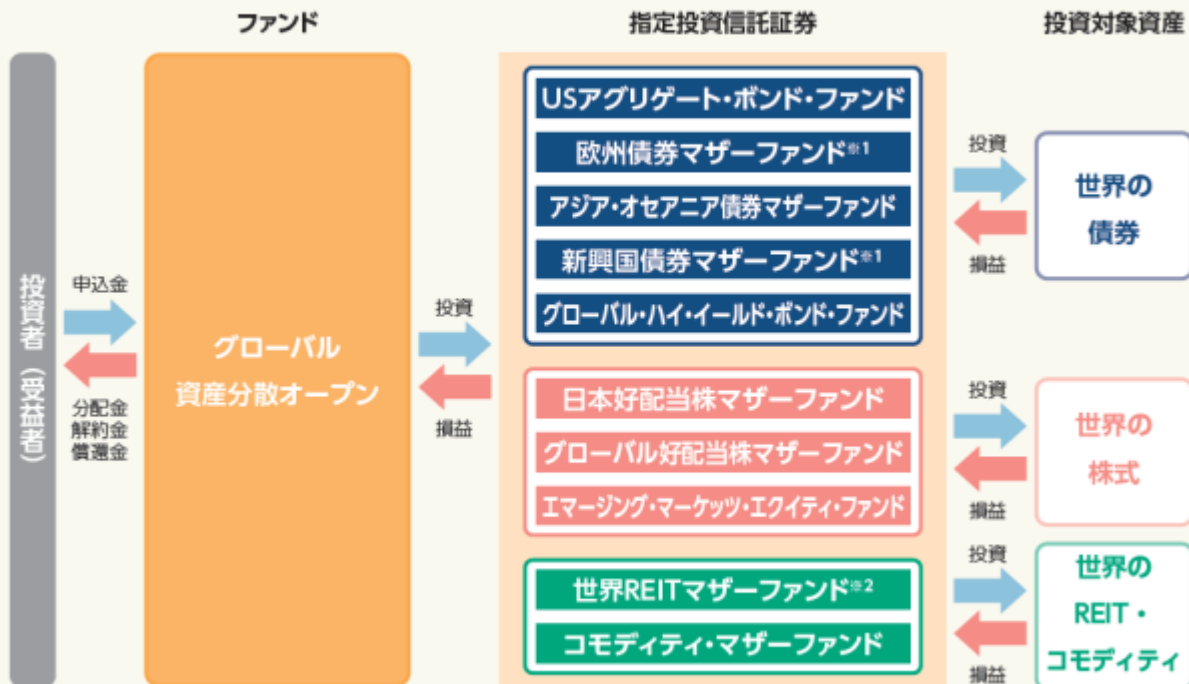 ファンド
指定投資信託証券
投資対象資産
投資者（受益者）
申込金
分配金
解約金
償還金
グローバル
資産分散オープン
投資
損益
USアグリゲート・ボンド・ファンド
欧州債券マザーファンド※1
アジア・オセアニア債券マザーファンド
新興国債券マザーファンド※1
グローバル・ハイ・イールド・ボンド・ファンド
投資
損益
世界の
債券
日本好配当株マザーファンド
グローバル好配当株マザーファンド
エマージング・マーケッツ・エクイティ・ファンド
投資
損益
世界の
株式
世界REITマザーファンド※2
コモディティ・マザーファンド
投資
損益
世界の
REIT・
コモディティ